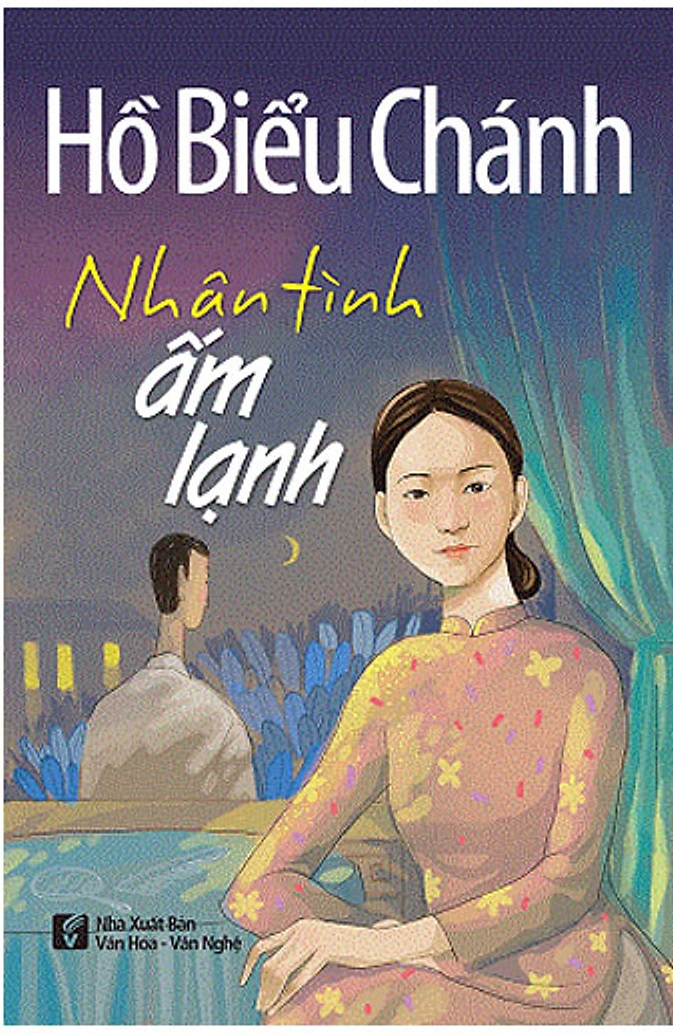 Hồ Biểu Chánh
Nhân tình
ấm
lạnh
Nhà Xuất Bản
Văn Hóa - Văn Nghệ